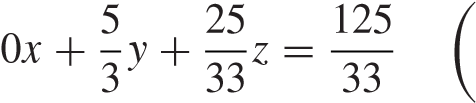 0x + 5/3 y + 25/33 z = 125/33 (